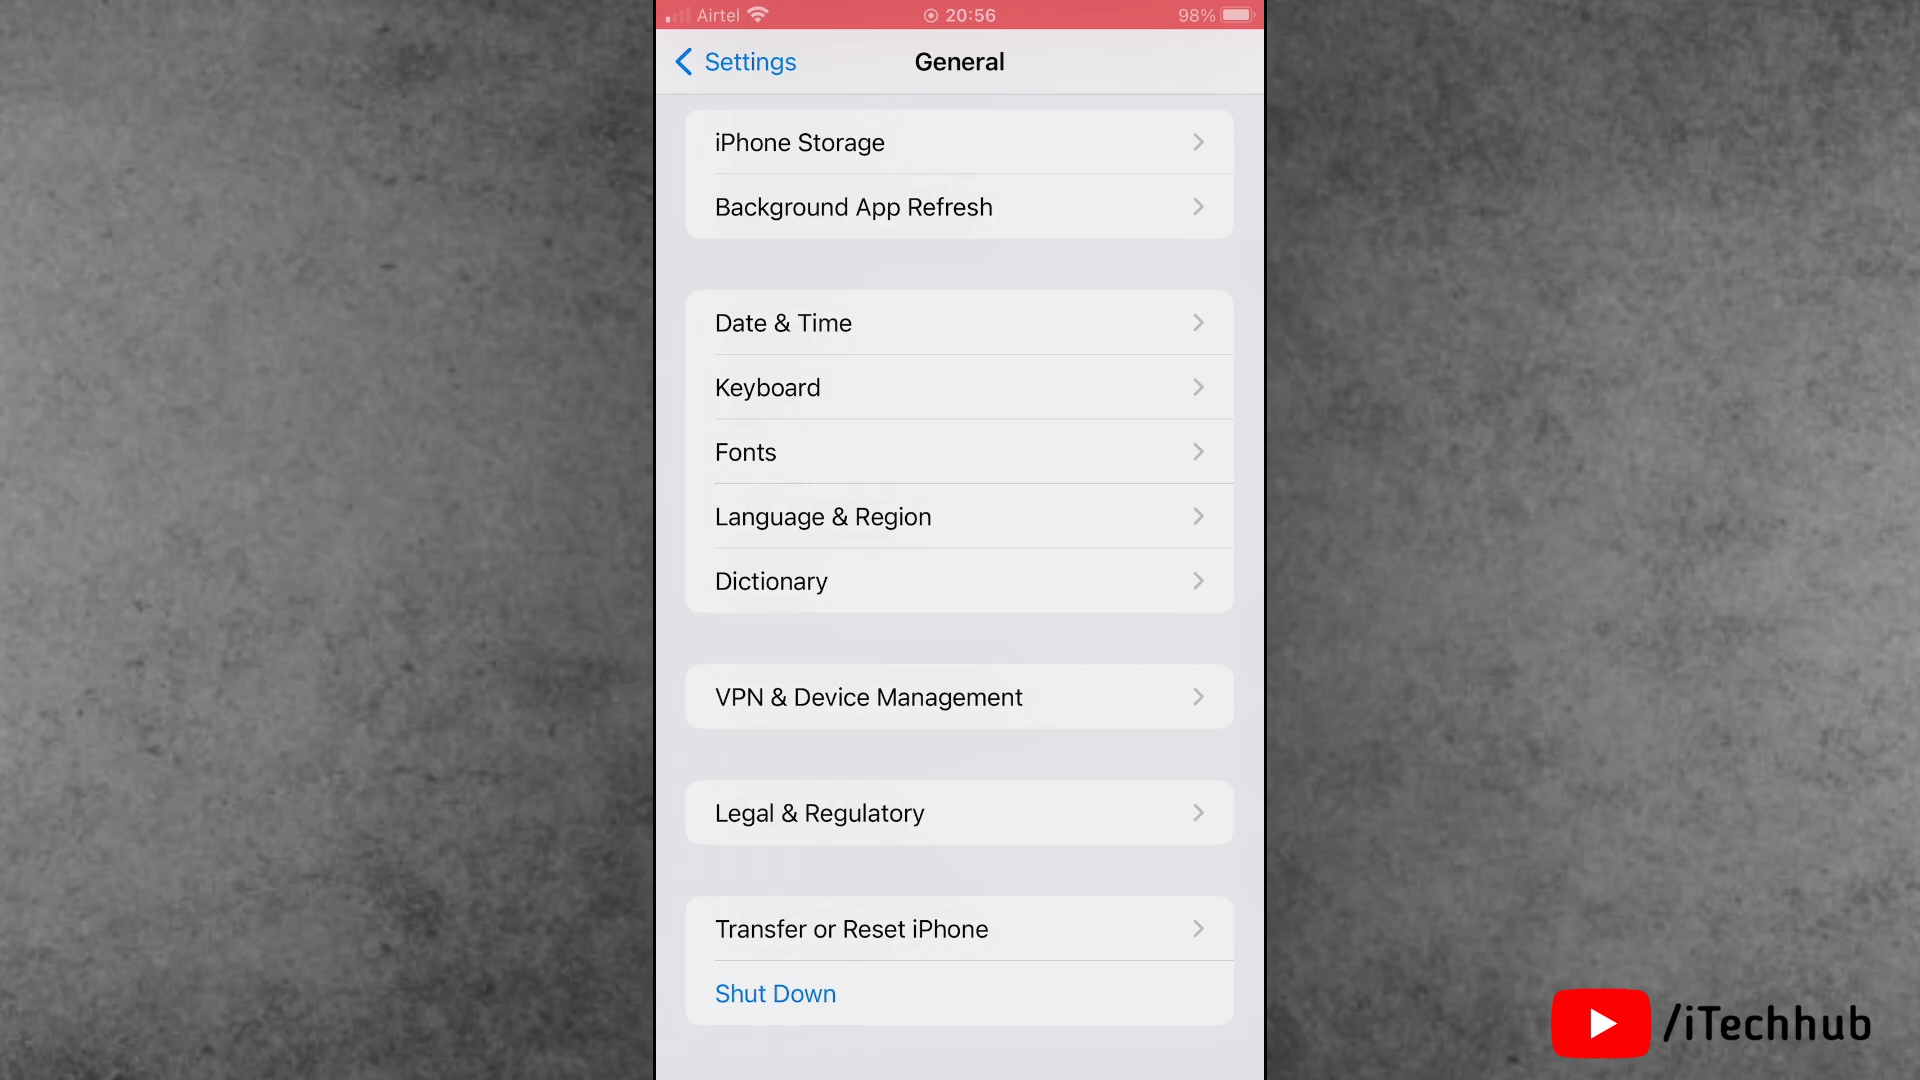 Airtel 20:56 98%
Settings General
iPhone Storage
Background App Refresh
Date & Time
Keyboard
Fonts
Language & Region
Dictionary
VPN & Device Management
Legal & Regulatory
Transfer or Reset iPhone
Shut Down
/iTechhub